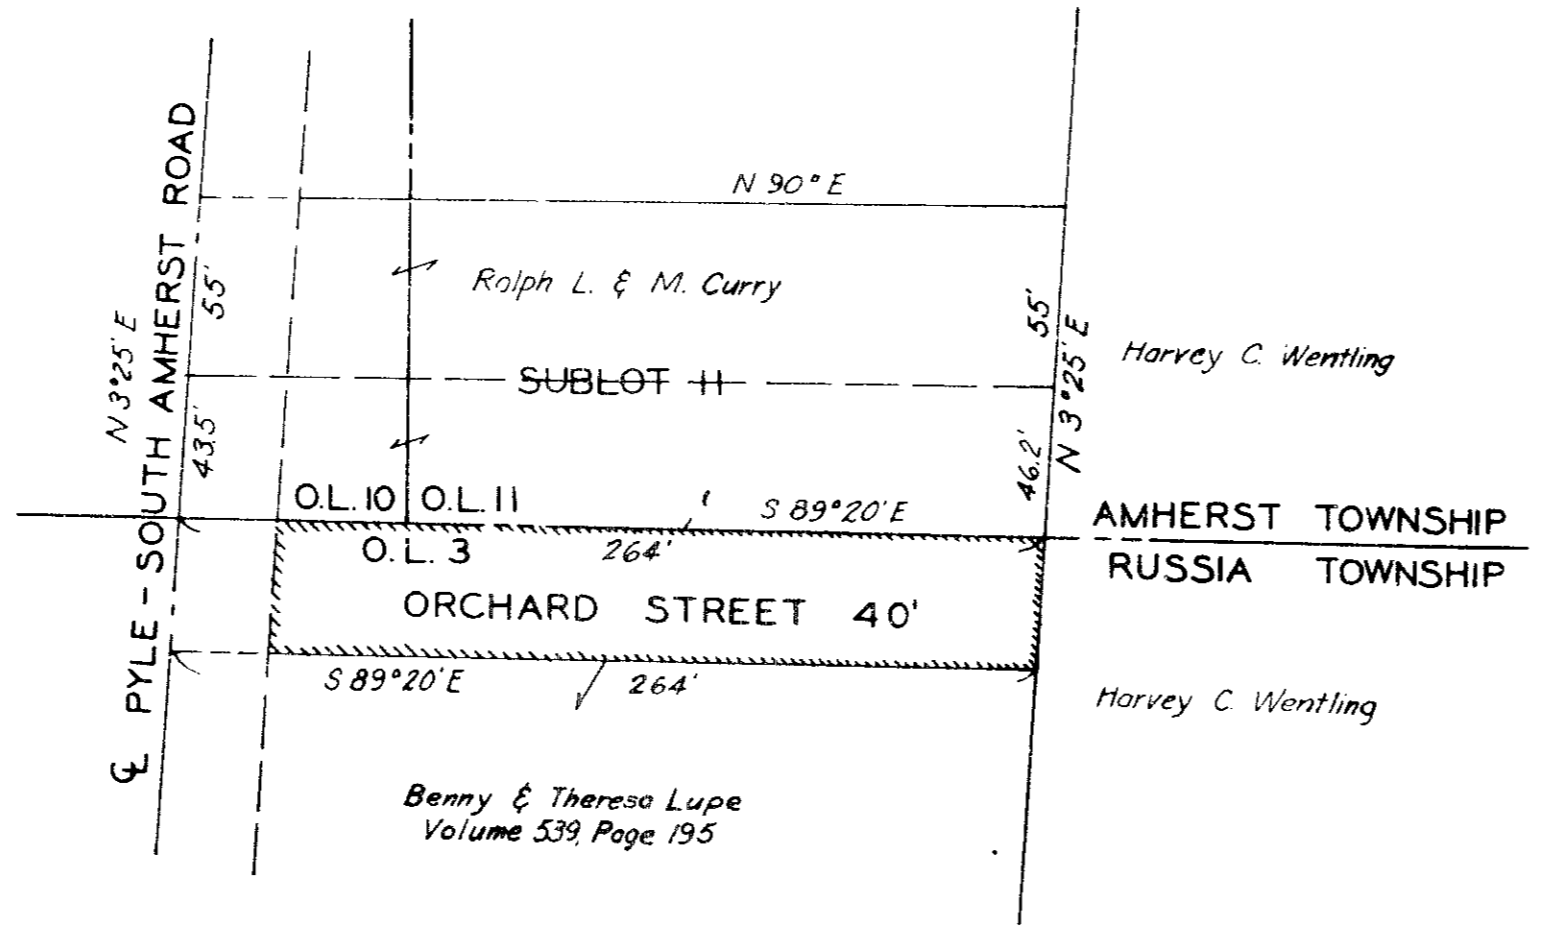 N 90° E
Rolph L. & M. Curry
55'
N 3°25' E
℄ PYLE - SOUTH AMHERST ROAD
55'
N 3°25' E
Harvey C. Wentling
SUBLOT 11
43.5'
46.2'
O.L. 10 O.L. 11
S 89°20' E
AMHERST TOWNSHIP
O.L. 3
264'
RUSSIA TOWNSHIP
ORCHARD STREET 40'
S 89°20' E 264'
Harvey C. Wentling
Benny & Theresa Lupe
Volume 539, Page 195